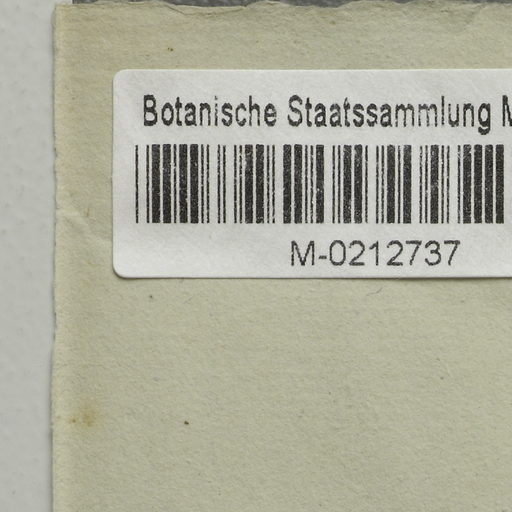 Botanische Staatssammlung M
M-0212737